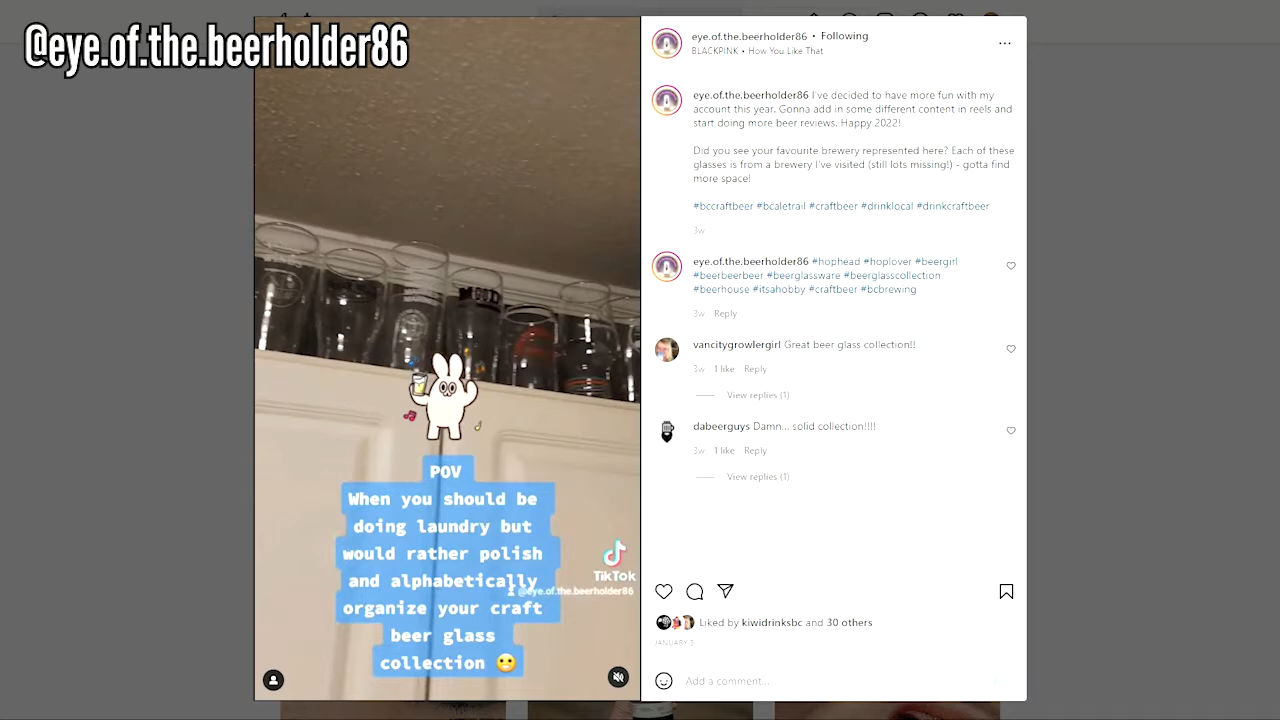 @eye.of.the.beerholder86
eye.of.the.beerholder86 • Following
BLACKPINK • How You Like That
eye.of.the.beerholder86 I've decided to have more fun with my
account this year. Gonna add in some different content in reels and
start doing more beer reviews. Happy 2022!
Did you see your favourite brewery represented here? Each of these
glasses is from a brewery I've visited (still lots missing!) - gotta find
more space!
#bccraftbeer #bcaletrail #craftbeer #drinklocal #drinkcraftbeer
3w
eye.of.the.beerholder86 #hophead #hoplover #beergirl
#beerbeerbeer #beerglassware #beerglasscollection
#beerhouse #itsahobby #craftbeer #bcbrewing
3w Reply
vancitygrowlergirl Great beer glass collection!!
3w 1 like Reply
View replies (1)
dabeerguys Damn... solid collection!!!!
3w 1 like Reply
View replies (1)
Liked by kiwidrinksbc and 30 others
JANUARY 5
Add a comment...
POV
When you should be
doing laundry but
would rather polish
and alphabetically
organize your craft
beer glass
collection 😬
TikTok
@eye.of.the.beerholder86